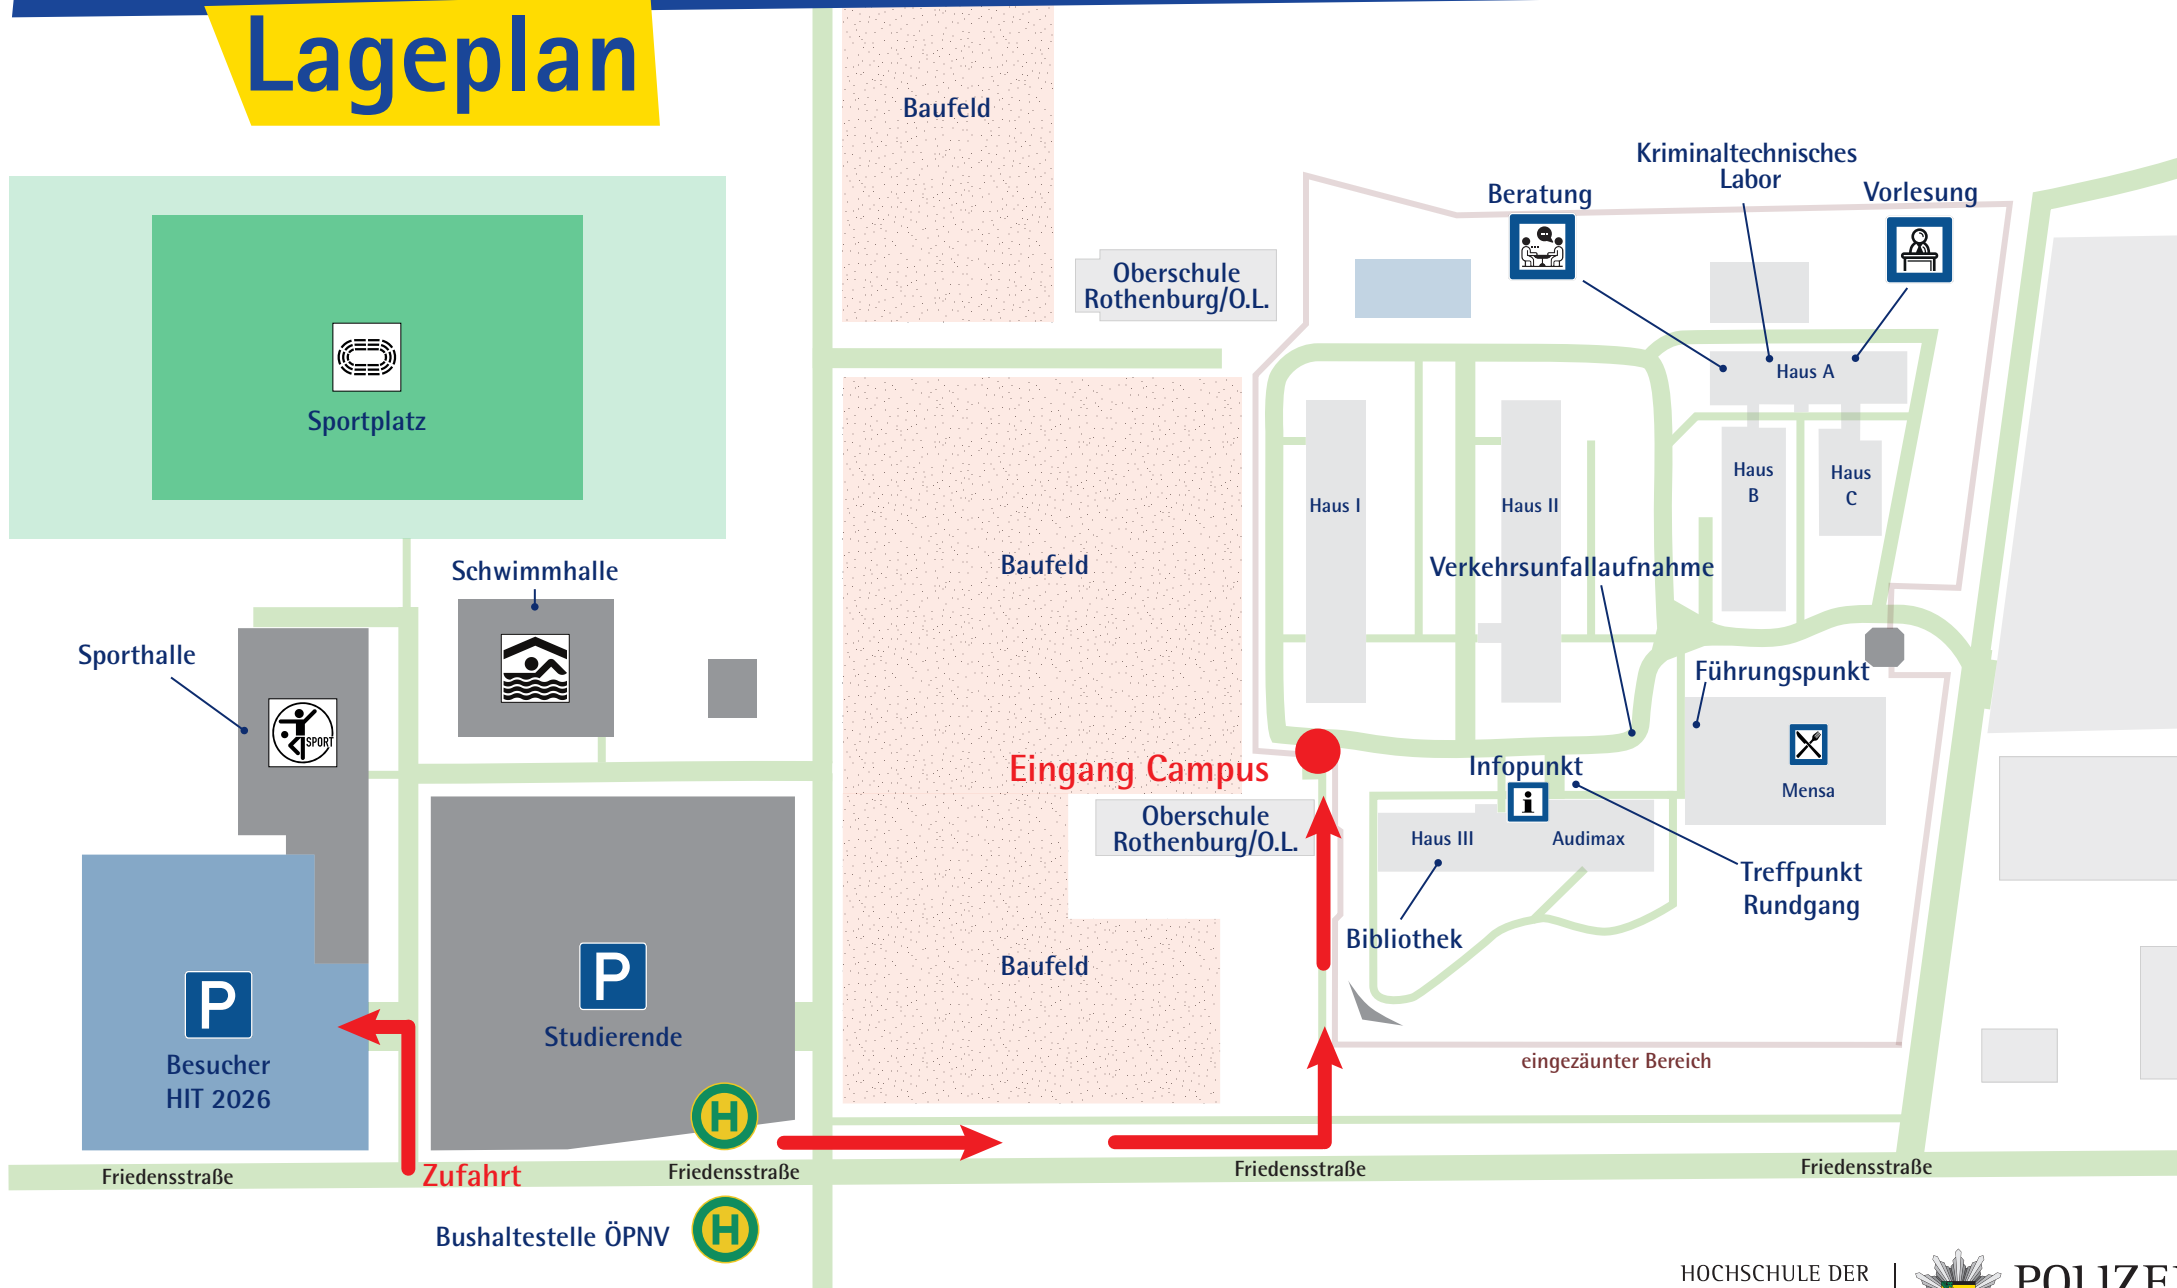 Lageplan
Baufeld
Kriminaltechnisches
Labor
Beratung
Vorlesung
Oberschule
Rothenburg/O.L.
Haus A
Sportplatz
Haus
B
Haus
C
Haus I
Haus II
Baufeld
Verkehrsunfallaufnahme
Schwimmhalle
Sporthalle
SPORT
Führungspunkt
Eingang Campus
Infopunkt
i
Mensa
Oberschule
Rothenburg/O.L.
Haus III
Audimax
Treffpunkt
Rundgang
Bibliothek
Baufeld
P
Besucher
HIT 2026
P
Studierende
eingezäunter Bereich
H
Friedensstraße
Zufahrt
Friedensstraße
Friedensstraße
Friedensstraße
Bushaltestelle ÖPNV
H
HOCHSCHULE DER